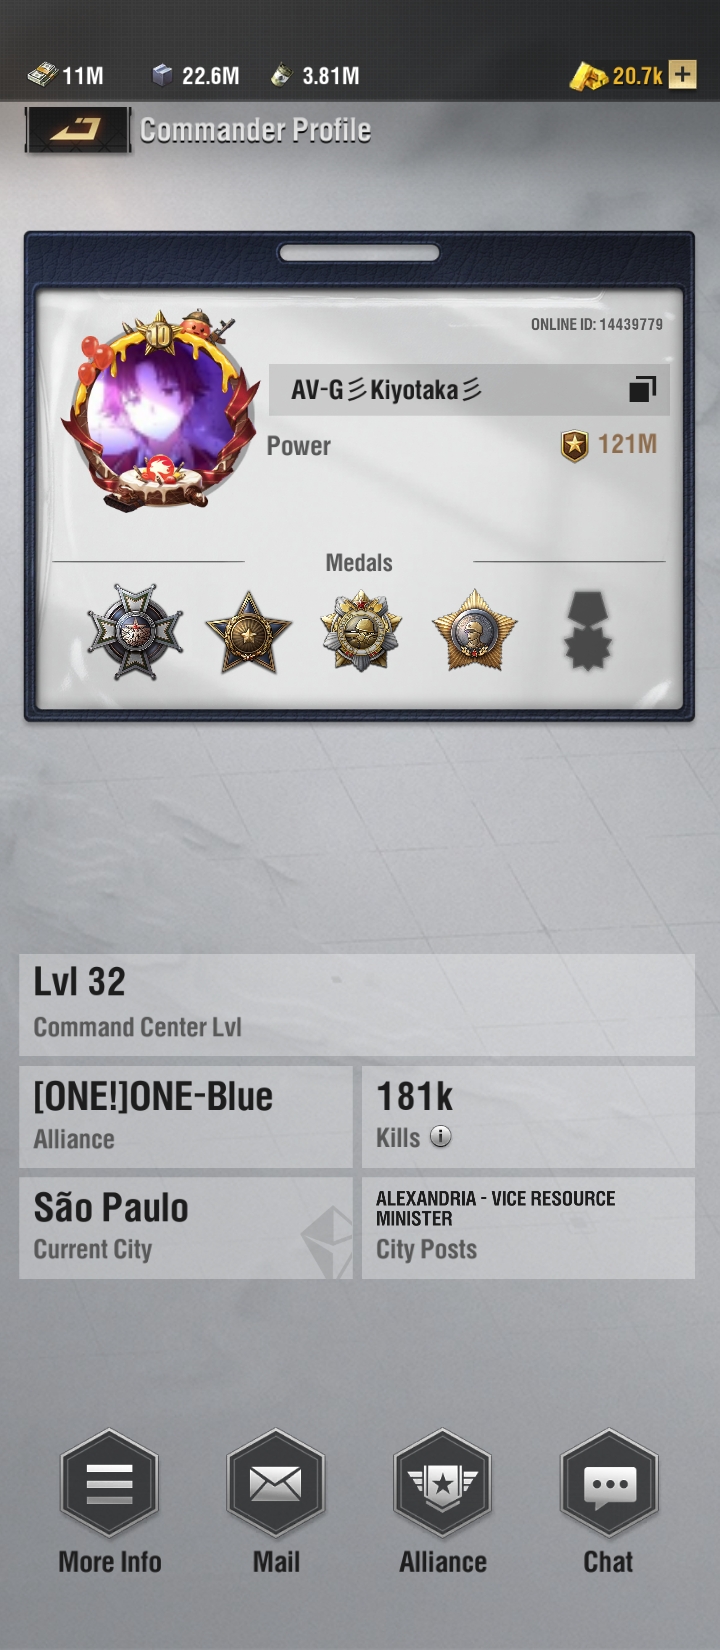 11M 22.6M 3.81M 20.7k
Commander Profile
10
ONLINE ID: 14439779
AV-G彡Kiyotaka彡
Power 121M
Medals
Lvl 32
Command Center Lvl
[ONE!]ONE-Blue
Alliance
181k
Kills
São Paulo
Current City
ALEXANDRIA - VICE RESOURCE
MINISTER
City Posts
More Info Mail Alliance Chat